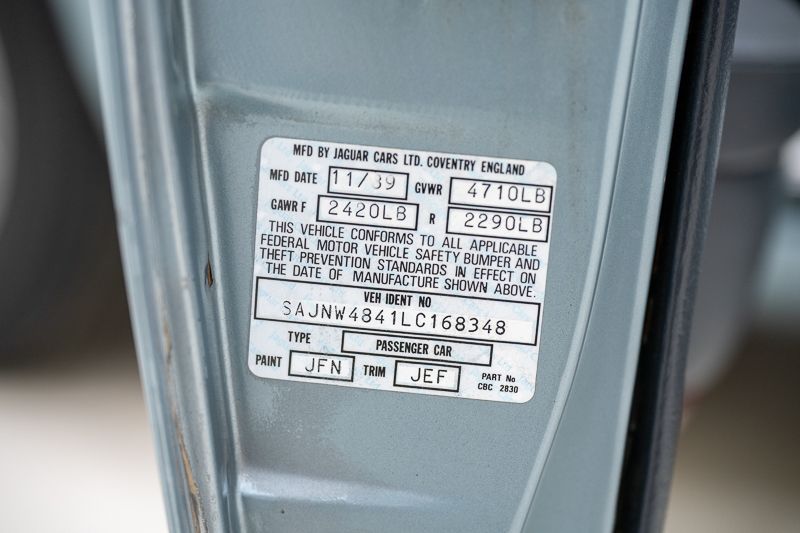 MFD BY JAGUAR CARS LTD. COVENTRY ENGLAND
MFD DATE 11/89 GVWR 4710LB
GAWR F 2420LB R 2290LB
THIS VEHICLE CONFORMS TO ALL APPLICABLE
FEDERAL MOTOR VEHICLE SAFETY BUMPER AND
THEFT PREVENTION STANDARDS IN EFFECT ON
THE DATE OF MANUFACTURE SHOWN ABOVE.
VEH IDENT NO
SAJNW4841LC168348
TYPE PASSENGER CAR
PAINT JFN TRIM JEF PART No
CBC 2830